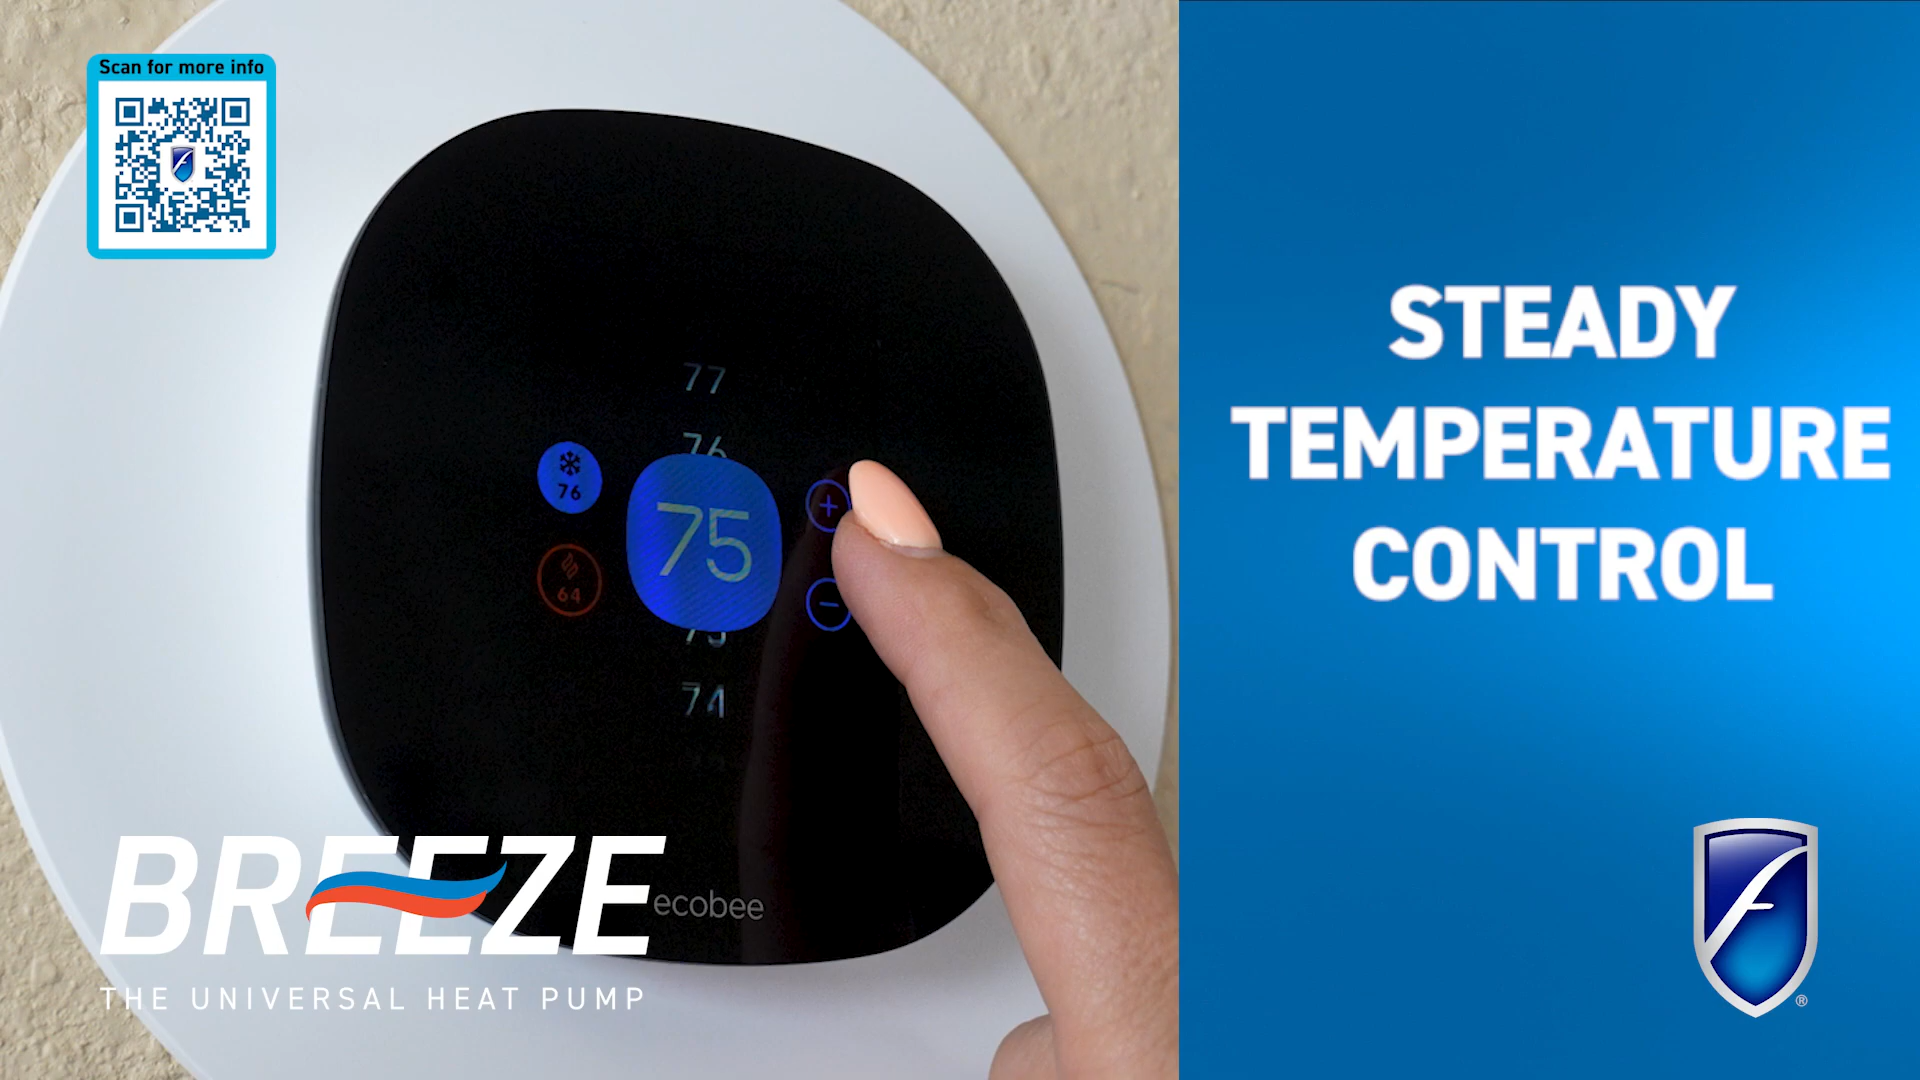 Scan for more info
77
76
76
75
64
75
74
ecobee
BREEZE
THE UNIVERSAL HEAT PUMP
STEADY
TEMPERATURE
CONTROL
®